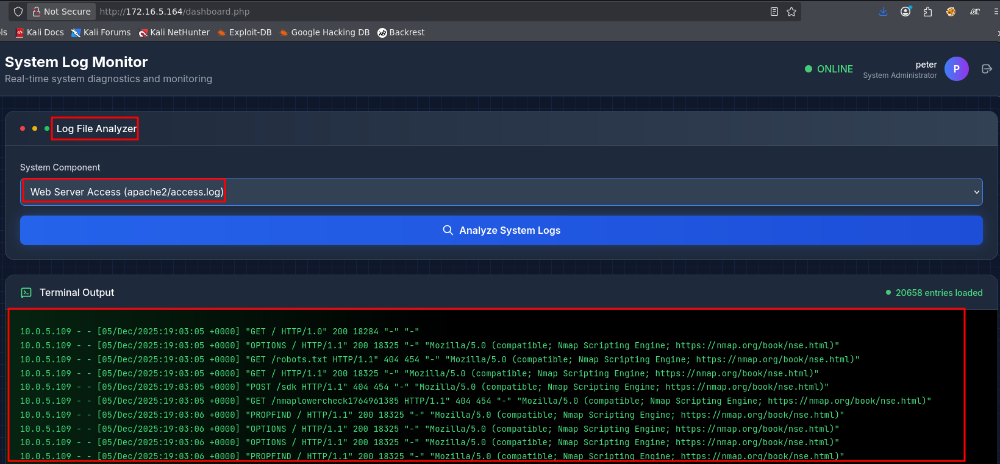 Not Secure http://172.16.5.164/dashboard.php
ls Kali Docs Kali Forums Kali NetHunter Exploit-DB Google Hacking DB Backrest
System Log Monitor
Real-time system diagnostics and monitoring
ONLINE
peter
System Administrator
P
Log File Analyzer
System Component
Web Server Access (apache2/access.log)
Analyze System Logs
Terminal Output
20658 entries loaded
10.0.5.109 - - [05/Dec/2025:19:03:05 +0000] "GET / HTTP/1.0" 200 18284 "-" "-"
10.0.5.109 - - [05/Dec/2025:19:03:05 +0000] "OPTIONS / HTTP/1.1" 200 18325 "-" "Mozilla/5.0 (compatible; Nmap Scripting Engine; https://nmap.org/book/nse.html)"
10.0.5.109 - - [05/Dec/2025:19:03:05 +0000] "GET /robots.txt HTTP/1.1" 404 454 "-" "Mozilla/5.0 (compatible; Nmap Scripting Engine; https://nmap.org/book/nse.html)"
10.0.5.109 - - [05/Dec/2025:19:03:05 +0000] "GET / HTTP/1.1" 200 18325 "-" "Mozilla/5.0 (compatible; Nmap Scripting Engine; https://nmap.org/book/nse.html)"
10.0.5.109 - - [05/Dec/2025:19:03:05 +0000] "POST /sdk HTTP/1.1" 404 454 "-" "Mozilla/5.0 (compatible; Nmap Scripting Engine; https://nmap.org/book/nse.html)"
10.0.5.109 - - [05/Dec/2025:19:03:05 +0000] "GET /nmaplowercheck1764961385 HTTP/1.1" 404 454 "-" "Mozilla/5.0 (compatible; Nmap Scripting Engine; https://nmap.org/book/nse.html)"
10.0.5.109 - - [05/Dec/2025:19:03:06 +0000] "PROPFIND / HTTP/1.1" 200 18325 "-" "Mozilla/5.0 (compatible; Nmap Scripting Engine; https://nmap.org/book/nse.html)"
10.0.5.109 - - [05/Dec/2025:19:03:06 +0000] "OPTIONS / HTTP/1.1" 200 18325 "-" "Mozilla/5.0 (compatible; Nmap Scripting Engine; https://nmap.org/book/nse.html)"
10.0.5.109 - - [05/Dec/2025:19:03:06 +0000] "OPTIONS / HTTP/1.1" 200 18325 "-" "Mozilla/5.0 (compatible; Nmap Scripting Engine; https://nmap.org/book/nse.html)"
10.0.5.109 - - [05/Dec/2025:19:03:06 +0000] "PROPFIND / HTTP/1.1" 200 18325 "-" "Mozilla/5.0 (compatible; Nmap Scripting Engine; https://nmap.org/book/nse.html)"